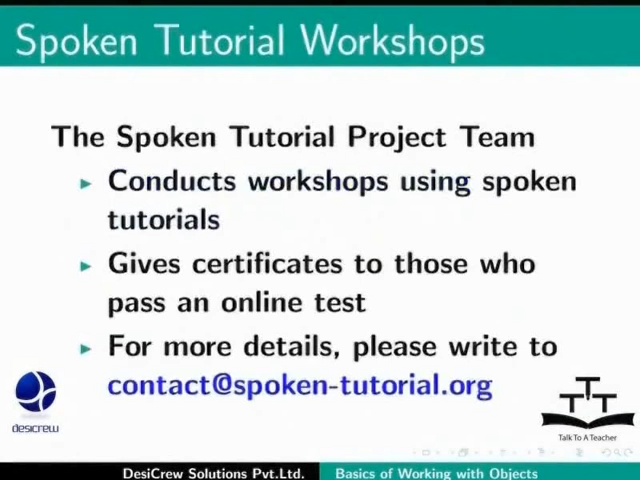 Spoken Tutorial Workshops
The Spoken Tutorial Project Team
Conducts workshops using spoken
tutorials
Gives certificates to those who
pass an online test
For more details, please write to
contact@spoken-tutorial.org
desicrew
TTT
Talk To A Teacher
DesiCrew Solutions Pvt.Ltd.
Basics of Working with Objects